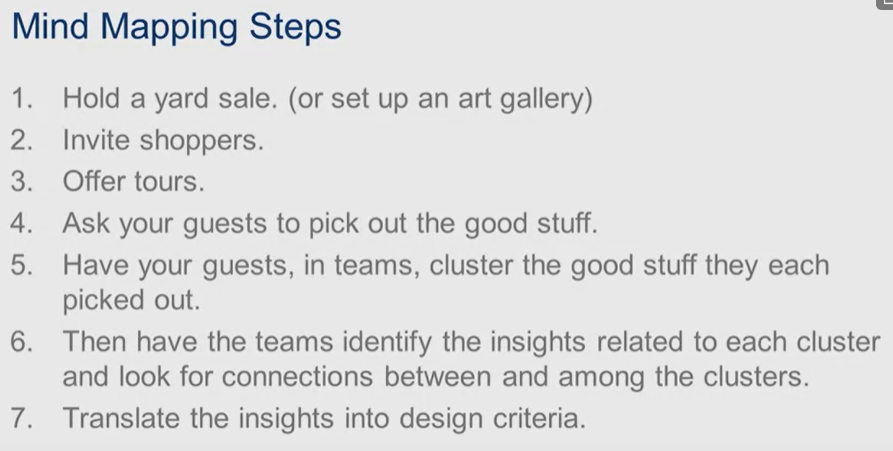 Mind Mapping Steps
1. Hold a yard sale. (or set up an art gallery)
2. Invite shoppers.
3. Offer tours.
4. Ask your guests to pick out the good stuff.
5. Have your guests, in teams, cluster the good stuff they each
picked out.
6. Then have the teams identify the insights related to each cluster
and look for connections between and among the clusters.
7. Translate the insights into design criteria.